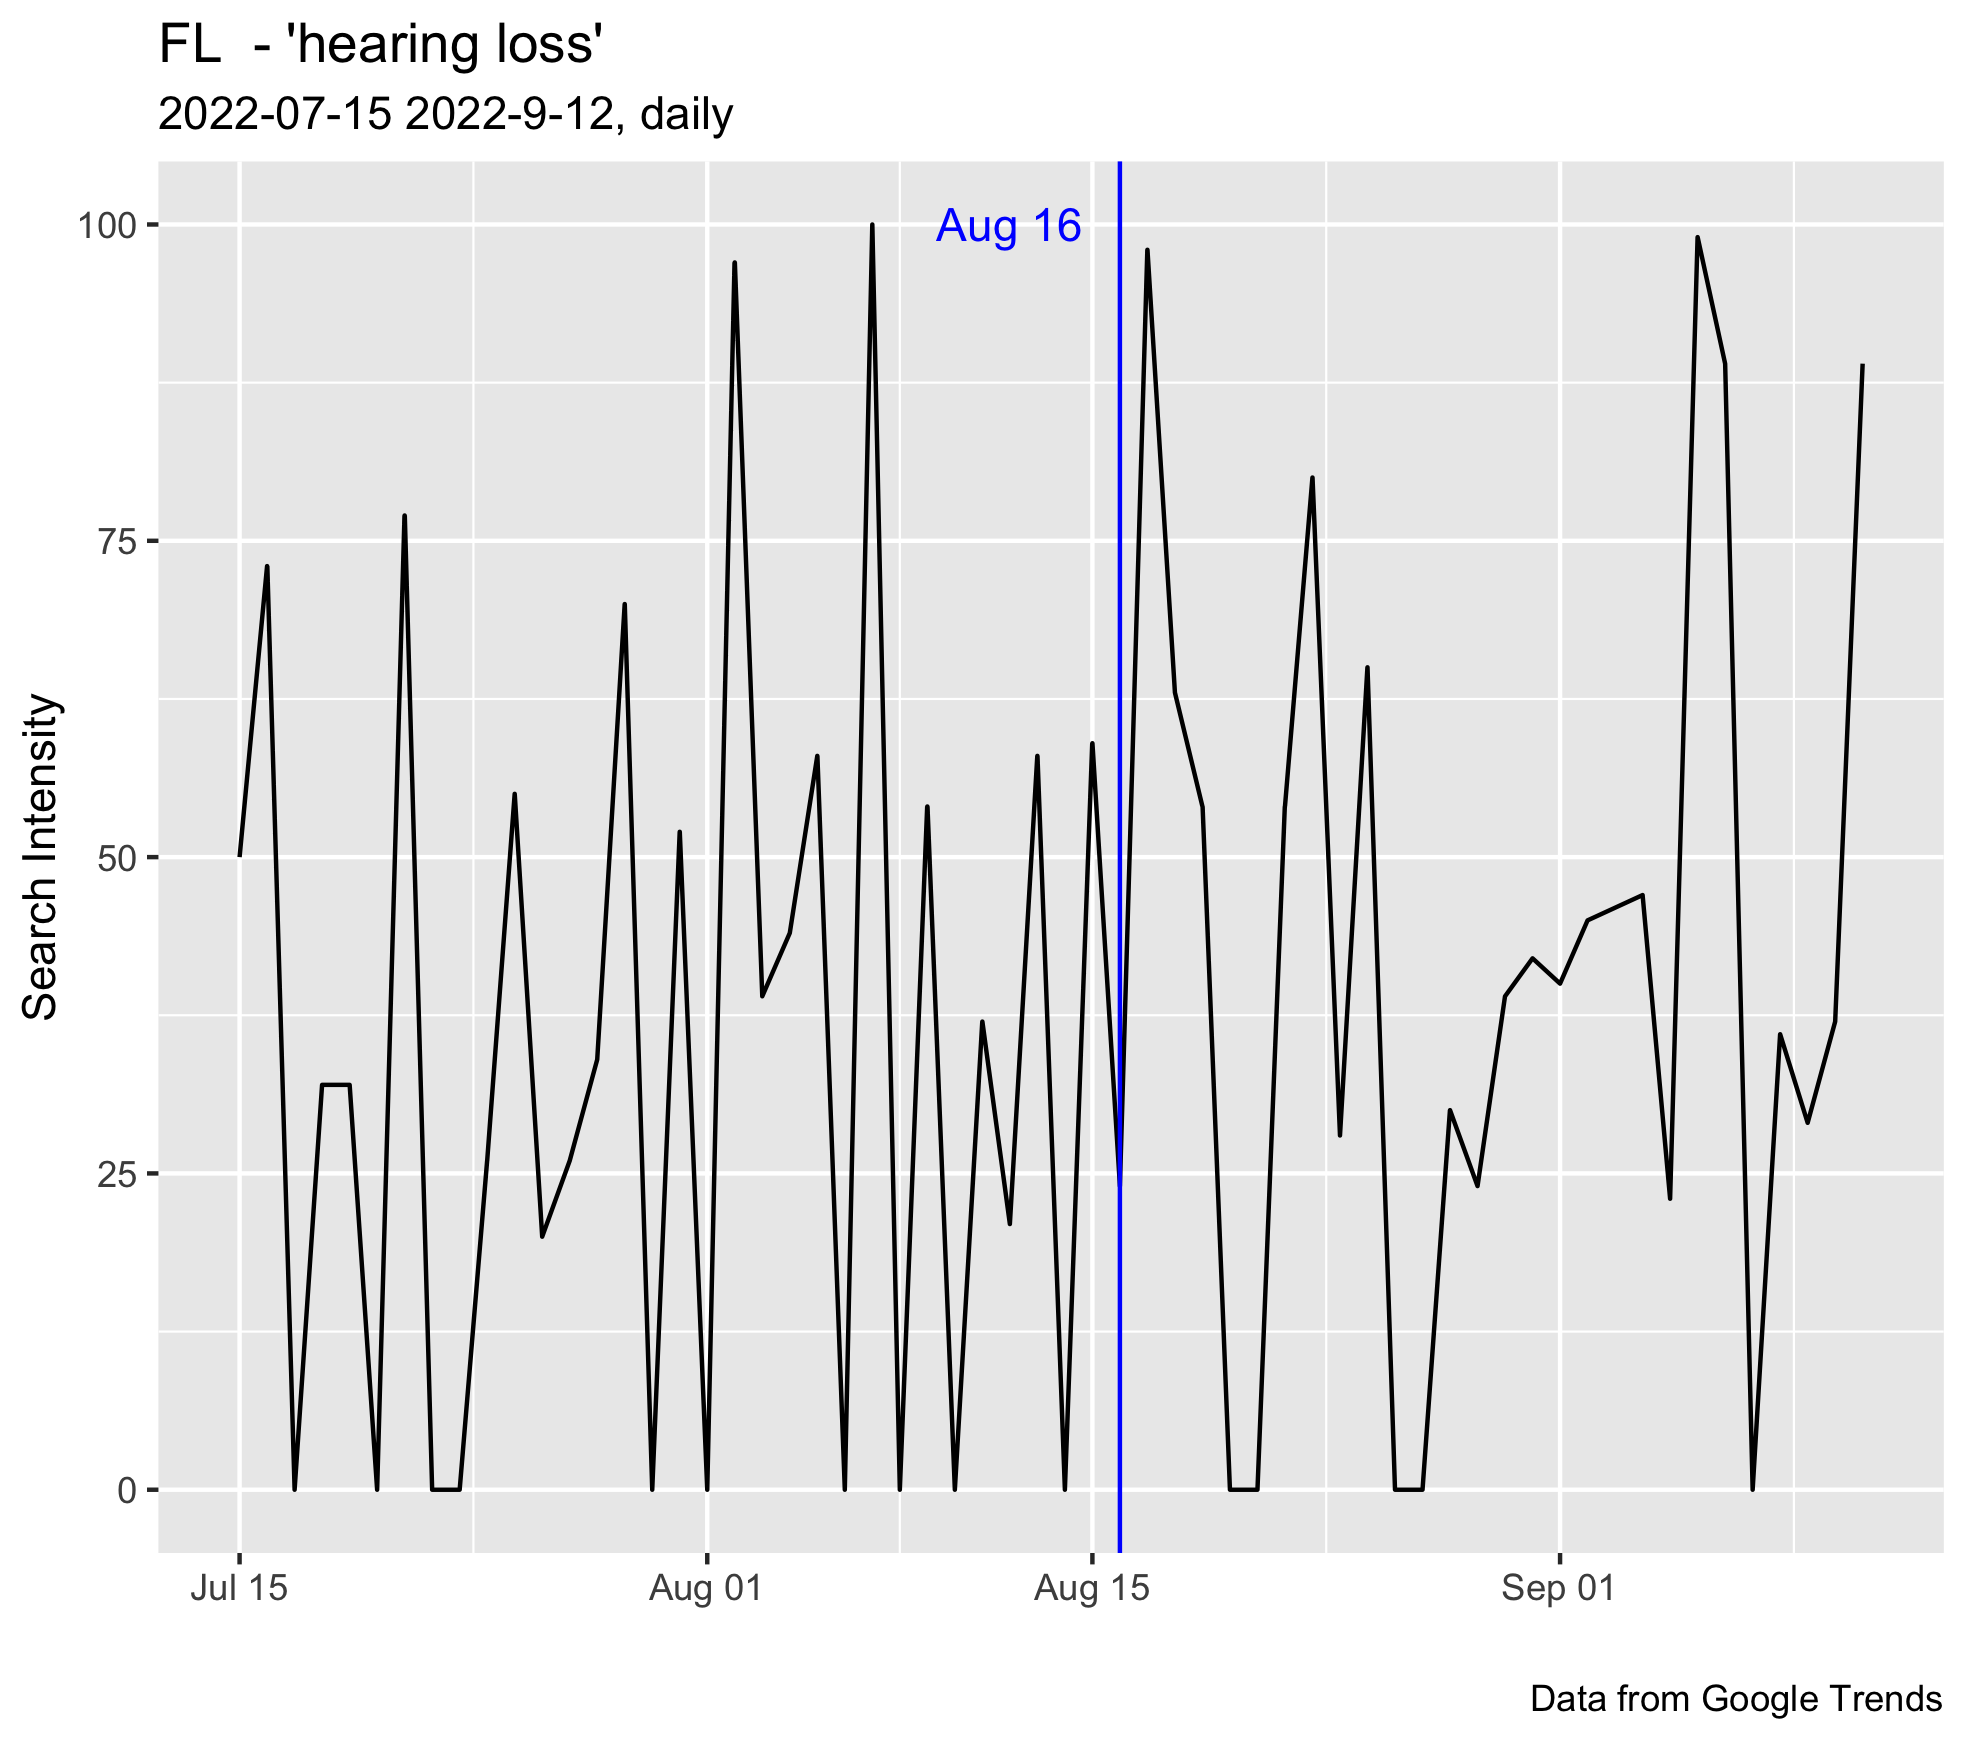 FL  - 'hearing loss'
2022-07-15 2022-9-12, daily
Aug 16
100
75
50
25
0
Search Intensity
Jul 15 Aug 01 Aug 15 Sep 01
Data from Google Trends